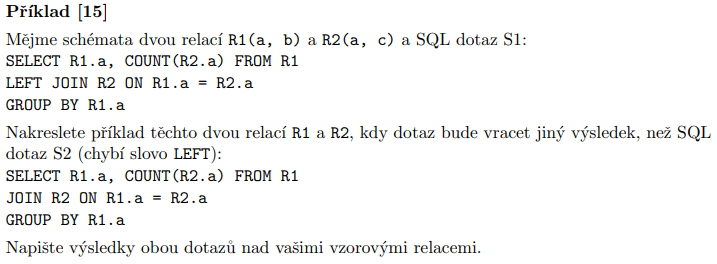 Příklad [15]
Mějme schémata dvou relací R1(a, b) a R2(a, c) a SQL dotaz S1:
SELECT R1.a, COUNT(R2.a) FROM R1
LEFT JOIN R2 ON R1.a = R2.a
GROUP BY R1.a
Nakreslete příklad těchto dvou relací R1 a R2, kdy dotaz bude vracet jiný výsledek, než SQL
dotaz S2 (chybí slovo LEFT):
SELECT R1.a, COUNT(R2.a) FROM R1
JOIN R2 ON R1.a = R2.a
GROUP BY R1.a
Napište výsledky obou dotazů nad vašimi vzorovými relacemi.